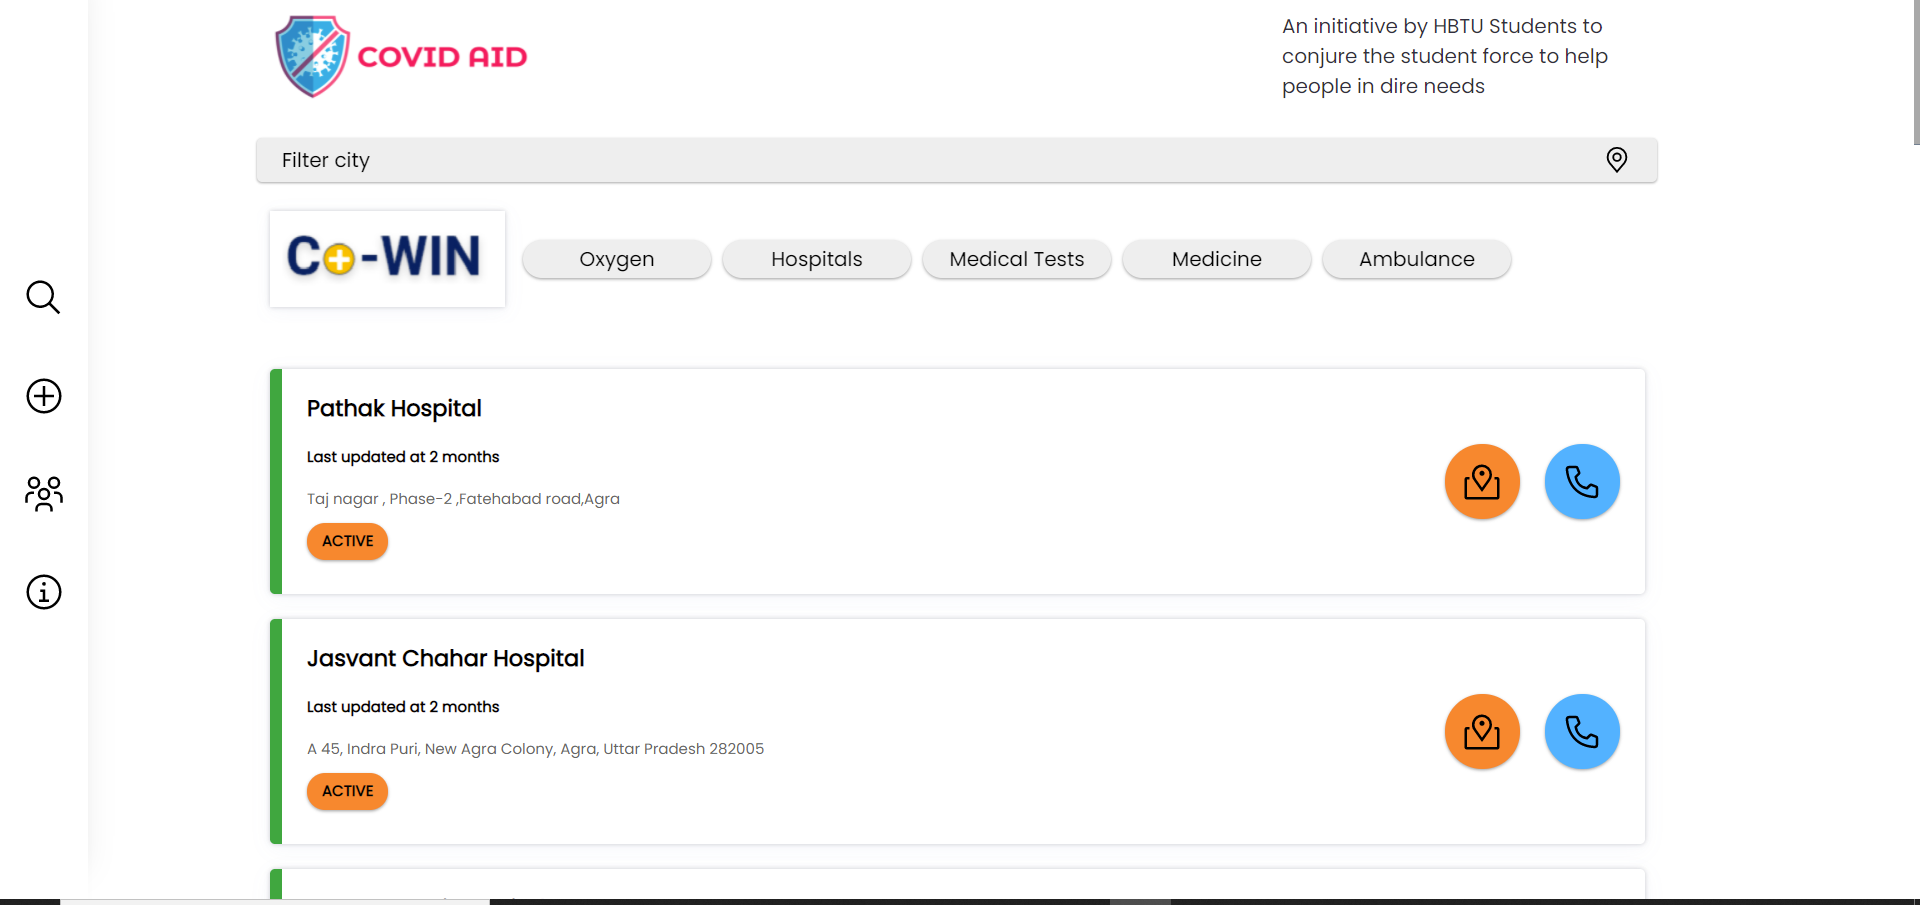 COVID AID
An initiative by HBTU Students to
conjure the student force to help
people in dire needs
Filter city
Co-WIN
Oxygen
Hospitals
Medical Tests
Medicine
Ambulance
Pathak Hospital
Last updated at 2 months
Taj nagar , Phase-2 ,Fatehabad road,Agra
ACTIVE
Jasvant Chahar Hospital
Last updated at 2 months
A 45, Indra Puri, New Agra Colony, Agra, Uttar Pradesh 282005
ACTIVE